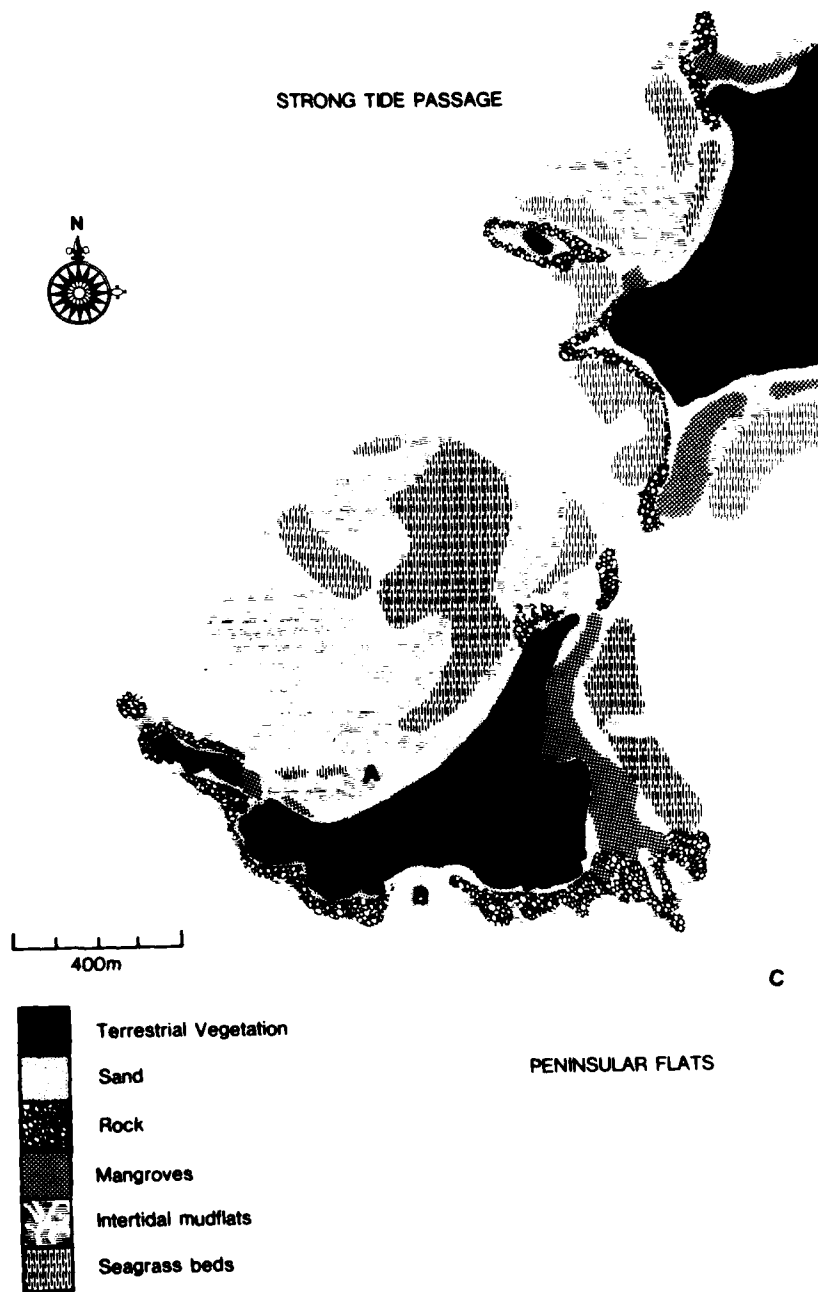 STRONG TIDE PASSAGE
N
A
B
400m
C
Terrestrial Vegetation
Sand
PENINSULAR FLATS
Rock
Mangroves
Intertidal mudflats
Seagrass beds